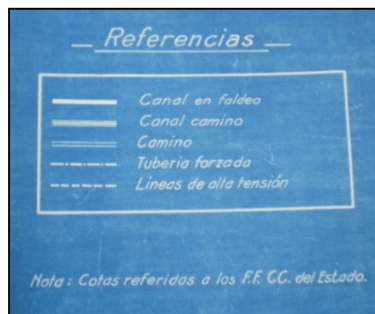 Referencias
Canal en faldeo
Canal camino
Camino
Tuberia forzada
Lineas de alta tensión
Nota: Cotas referidas a los F.F. CC. del Estado.